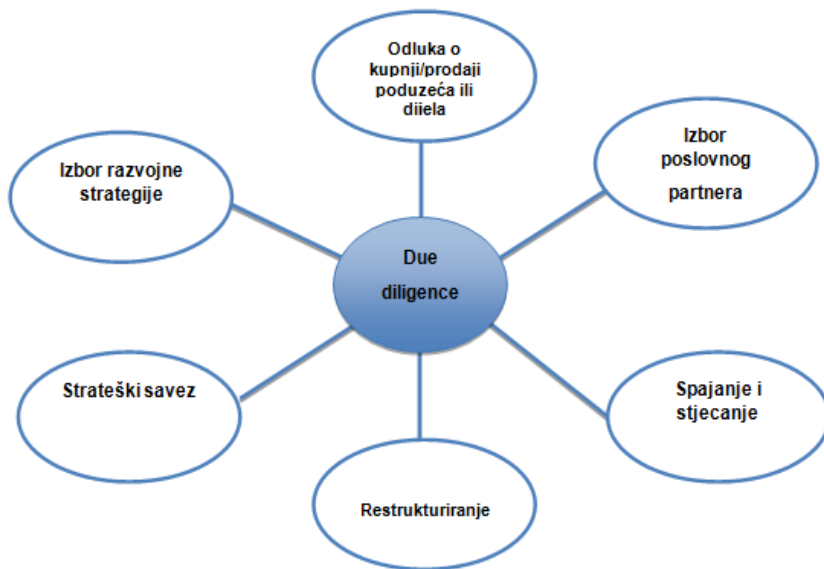 Odluka o
kupnji/prodaji
poduzeća ili
dijela
Izbor razvojne
strategije
Izbor
poslovnog
partnera
Due
diligence
Strateški savez
Spajanje i
stjecanje
Restrukturiranje